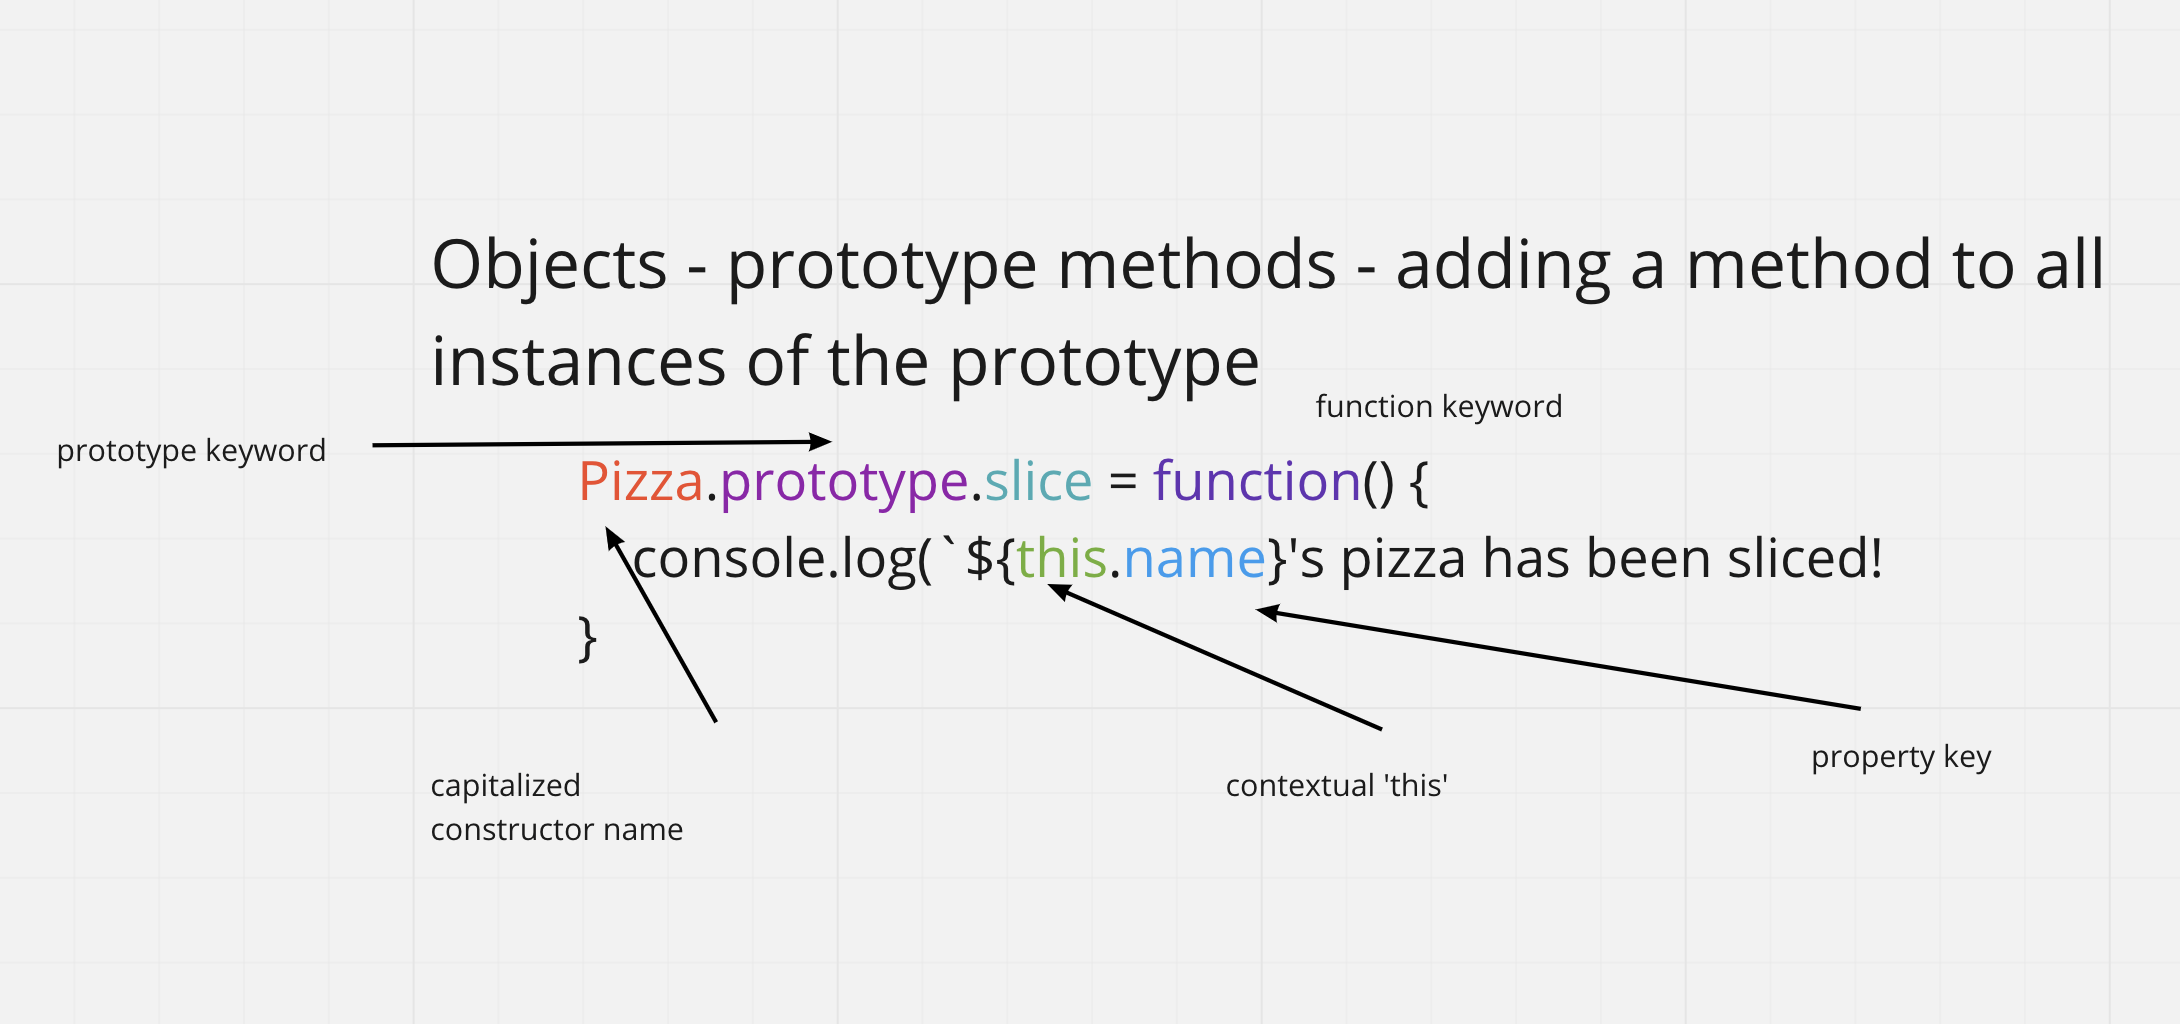 Objects - prototype methods - adding a method to all
instances of the prototype
function keyword
prototype keyword
Pizza.prototype.slice = function() {
console.log(`${this.name}'s pizza has been sliced!
}
property key
capitalized
constructor name
contextual 'this'